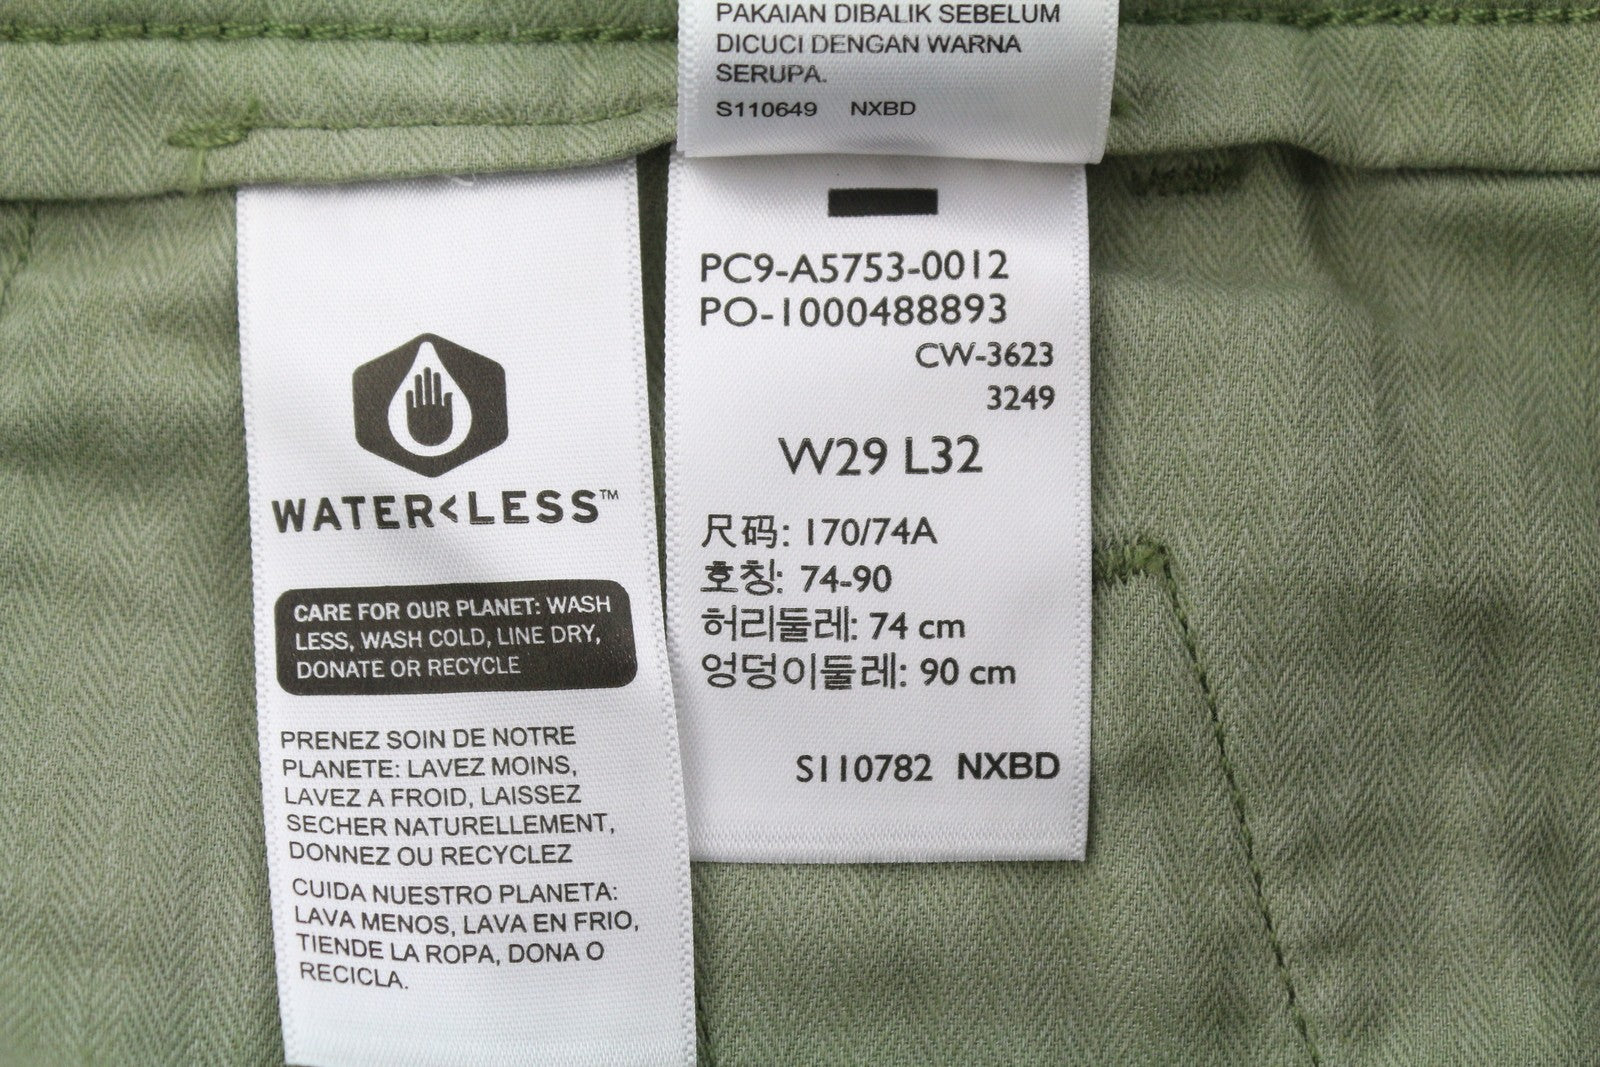 PAKAIAN DIBALIK SEBELUM
DICUCI DENGAN WARNA
SERUPA.
S110649 NXBD
WATER<LESS™
CARE FOR OUR PLANET: WASH
LESS, WASH COLD, LINE DRY,
DONATE OR RECYCLE
PRENEZ SOIN DE NOTRE
PLANETE: LAVEZ MOINS,
LAVEZ A FROID, LAISSEZ
SECHER NATURELLEMENT,
DONNEZ OU RECYCLEZ
CUIDA NUESTRO PLANETA:
LAVA MENOS, LAVA EN FRIO,
TIENDE LA ROPA, DONA O
RECICLA.
PC9-A5753-0012
PO-1000488893
CW-3623
3249
W29 L32
尺码: 170/74A
호칭: 74-90
허리둘레: 74 cm
엉덩이둘레: 90 cm
S110782 NXBD